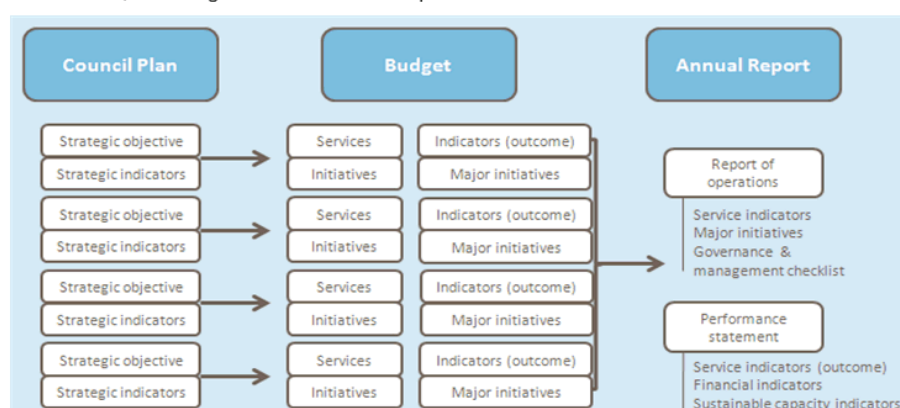 Council Plan
Budget
Annual Report
Strategic objective
Strategic indicators
Services
Initiatives
Indicators (outcome)
Major initiatives
Strategic objective
Strategic indicators
Services
Initiatives
Indicators (outcome)
Major initiatives
Strategic objective
Strategic indicators
Services
Initiatives
Indicators (outcome)
Major initiatives
Strategic objective
Strategic indicators
Services
Initiatives
Indicators (outcome)
Major initiatives
Report of
operations
Service indicators
Major initiatives
Governance &
management checklist
Performance
statement
Service indicators (outcome)
Financial indicators
Sustainable capacity indicators